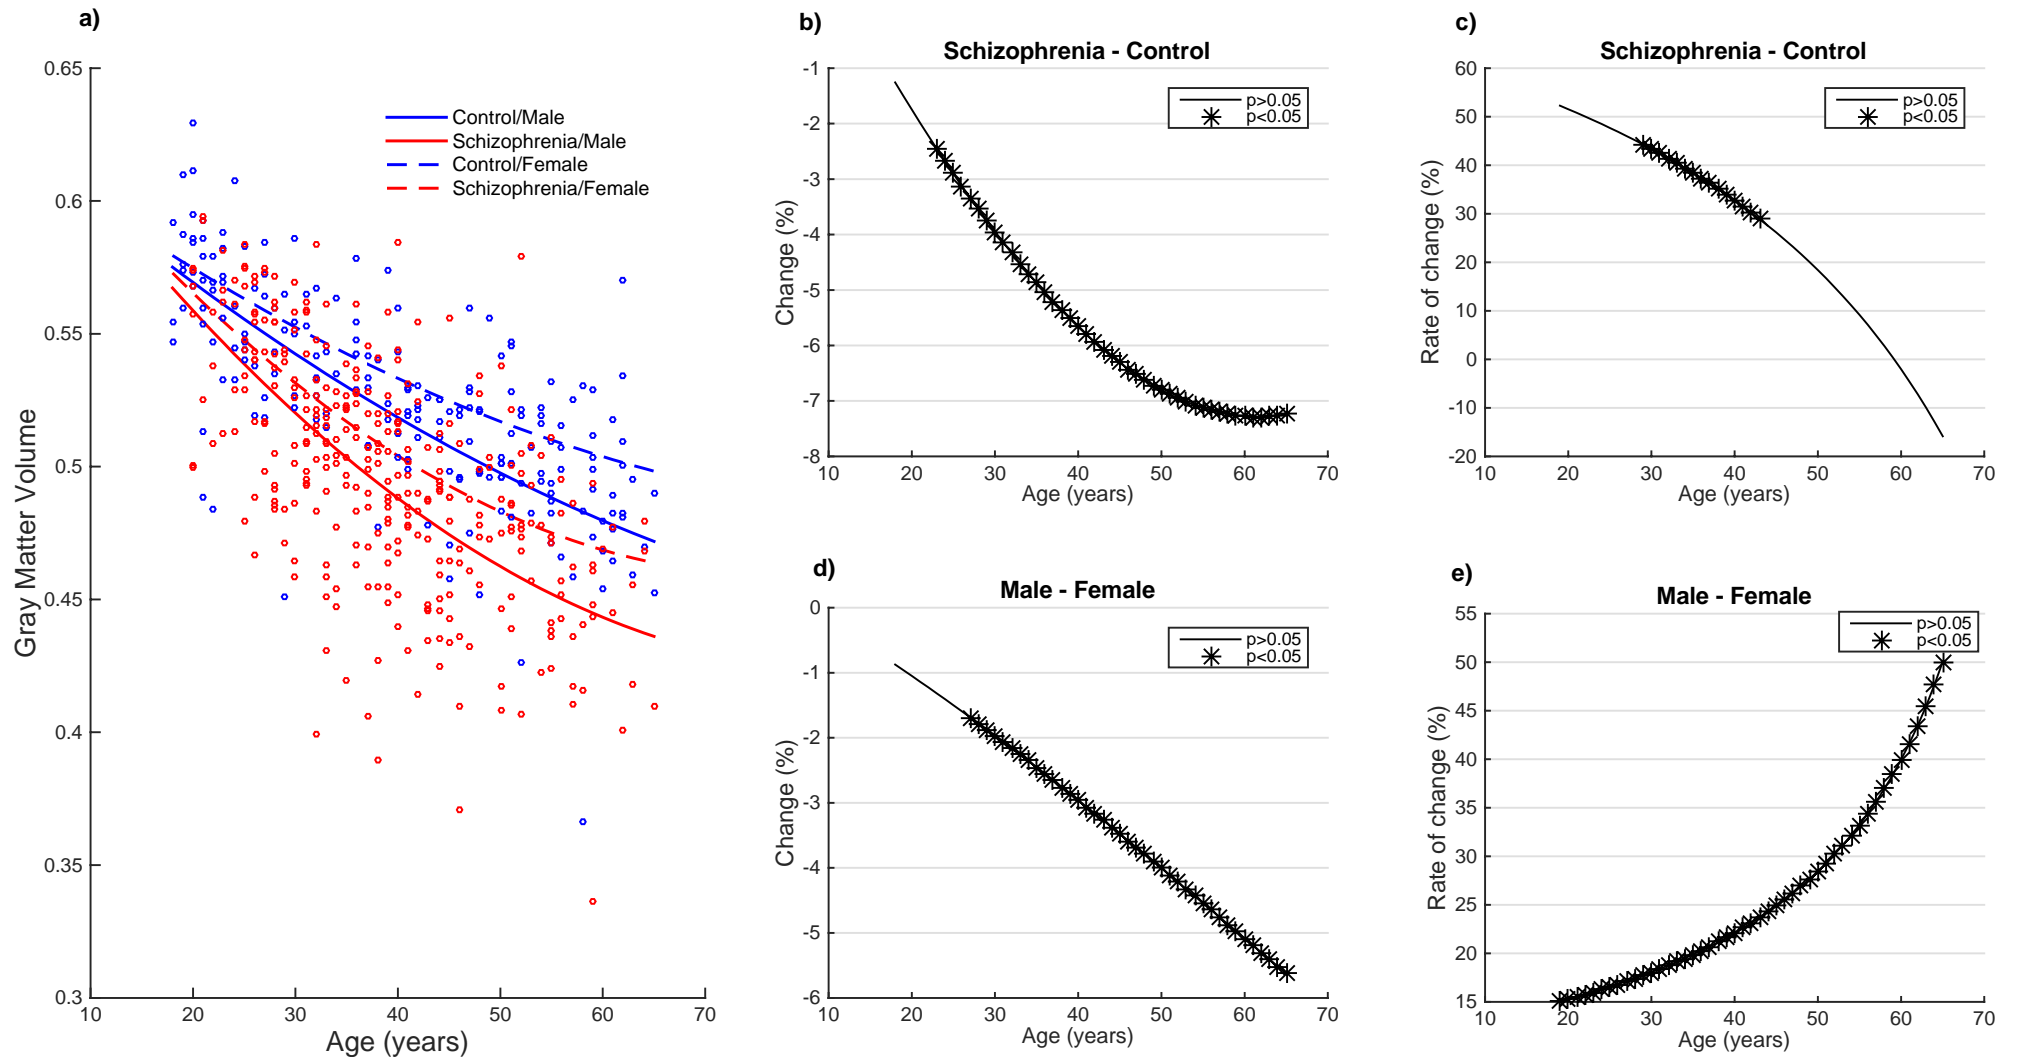 a)
0.65
0.6
0.55
0.5
0.45
0.4
0.35
0.3
10
20
30
40
50
60
70
Gray Matter Volume
Age (years)
Control/Male
Schizophrenia/Male
Control/Female
Schizophrenia/Female
b)
Schizophrenia - Control
-1
-2
-3
-4
-5
-6
-7
-8
10
20
30
40
50
60
70
Change (%)
Age (years)
p>0.05
p<0.05
c)
Schizophrenia - Control
60
50
40
30
20
10
0
-10
-20
10
20
30
40
50
60
70
Rate of change (%)
Age (years)
p>0.05
p<0.05
d)
Male - Female
0
-1
-2
-3
-4
-5
-6
10
20
30
40
50
60
70
Change (%)
Age (years)
p>0.05
p<0.05
e)
Male - Female
55
50
45
40
35
30
25
20
15
10
20
30
40
50
60
70
Rate of change (%)
Age (years)
p>0.05
p<0.05